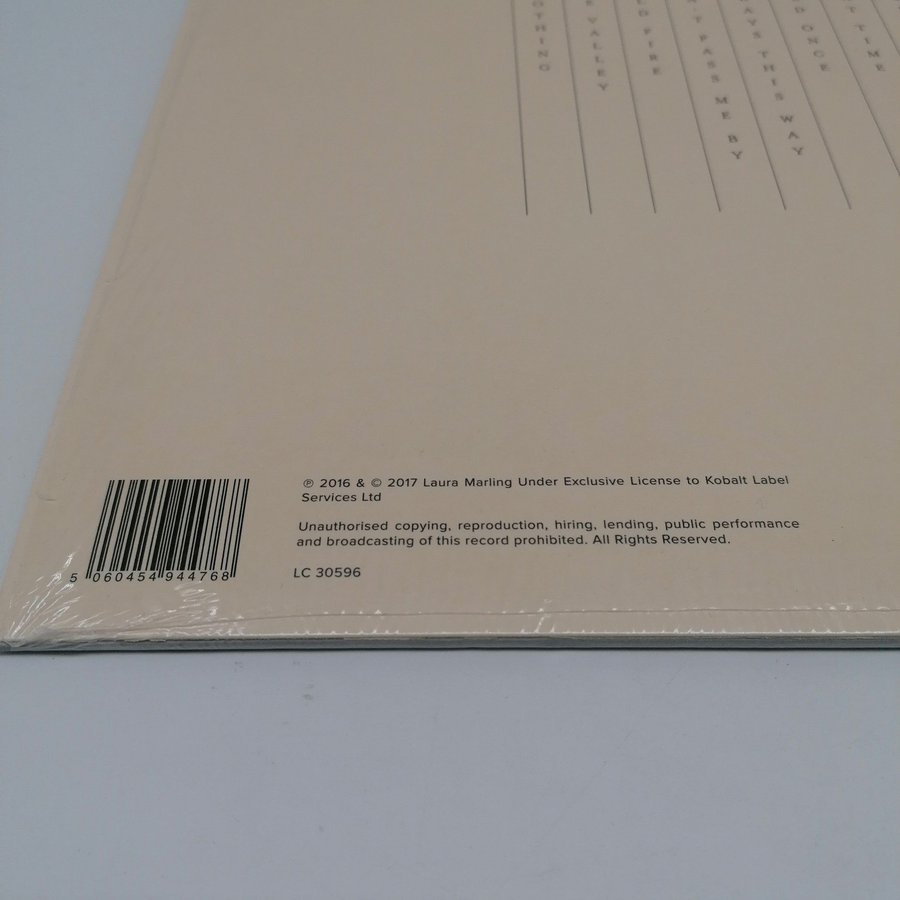 THING
VALLEY
FIRE
PASS ME BY
THIS WAY
ONCE
TIME
℗ 2016 & © 2017 Laura Marling Under Exclusive License to Kobalt Label
Services Ltd
Unauthorised copying, reproduction, hiring, lending, public performance
and broadcasting of this record prohibited. All Rights Reserved.
LC 30596
5 060454 944768